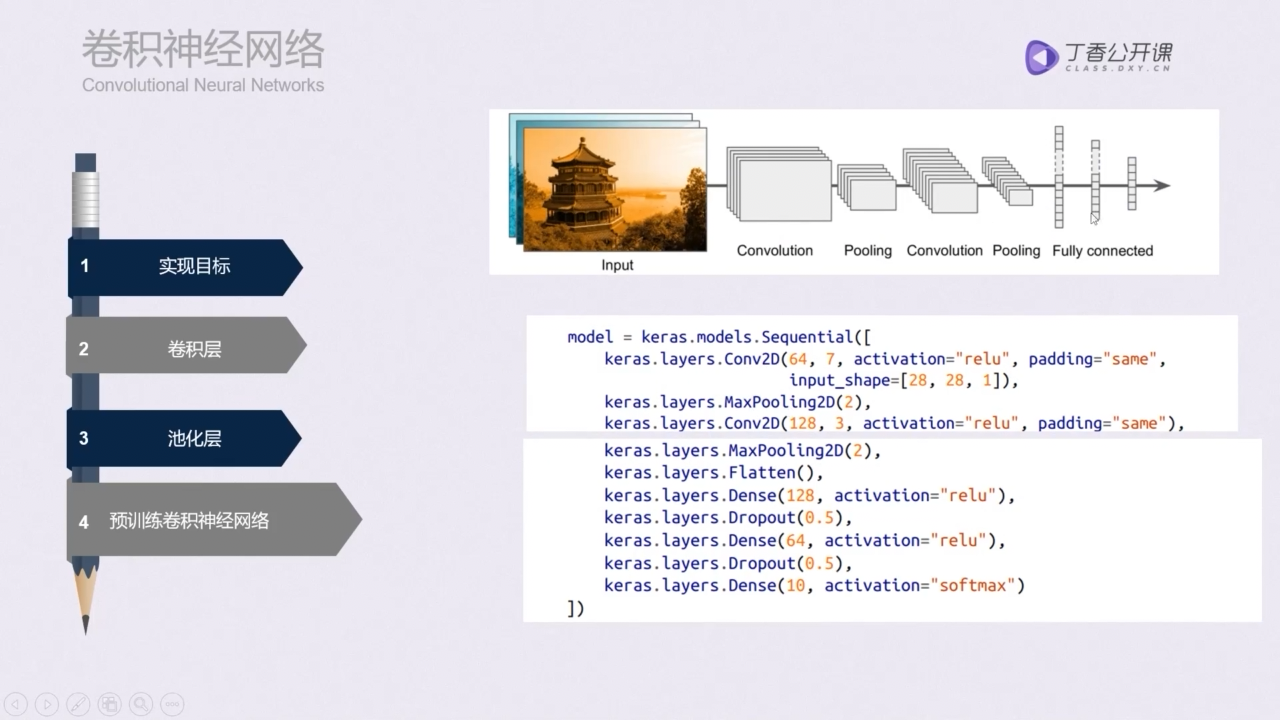 卷积神经网络
Convolutional Neural Networks
丁香公开课
CLASS.DXY.CN
1 实现目标
2 卷积层
3 池化层
4 预训练卷积神经网络
Input
Convolution Pooling Convolution Pooling Fully connected
model = keras.models.Sequential([
    keras.layers.Conv2D(64, 7, activation="relu", padding="same",
                        input_shape=[28, 28, 1]),
    keras.layers.MaxPooling2D(2),
    keras.layers.Conv2D(128, 3, activation="relu", padding="same"),
    keras.layers.MaxPooling2D(2),
    keras.layers.Flatten(),
    keras.layers.Dense(128, activation="relu"),
    keras.layers.Dropout(0.5),
    keras.layers.Dense(64, activation="relu"),
    keras.layers.Dropout(0.5),
    keras.layers.Dense(10, activation="softmax")
])